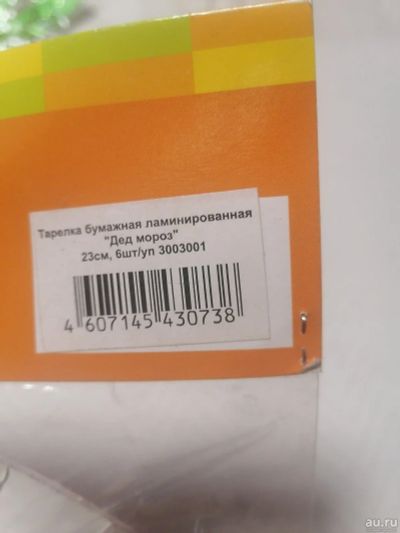 Тарелка бумажная ламинированная
"Дед мороз"
23см, 6шт/уп 3003001
4 607145 430738
au.ru